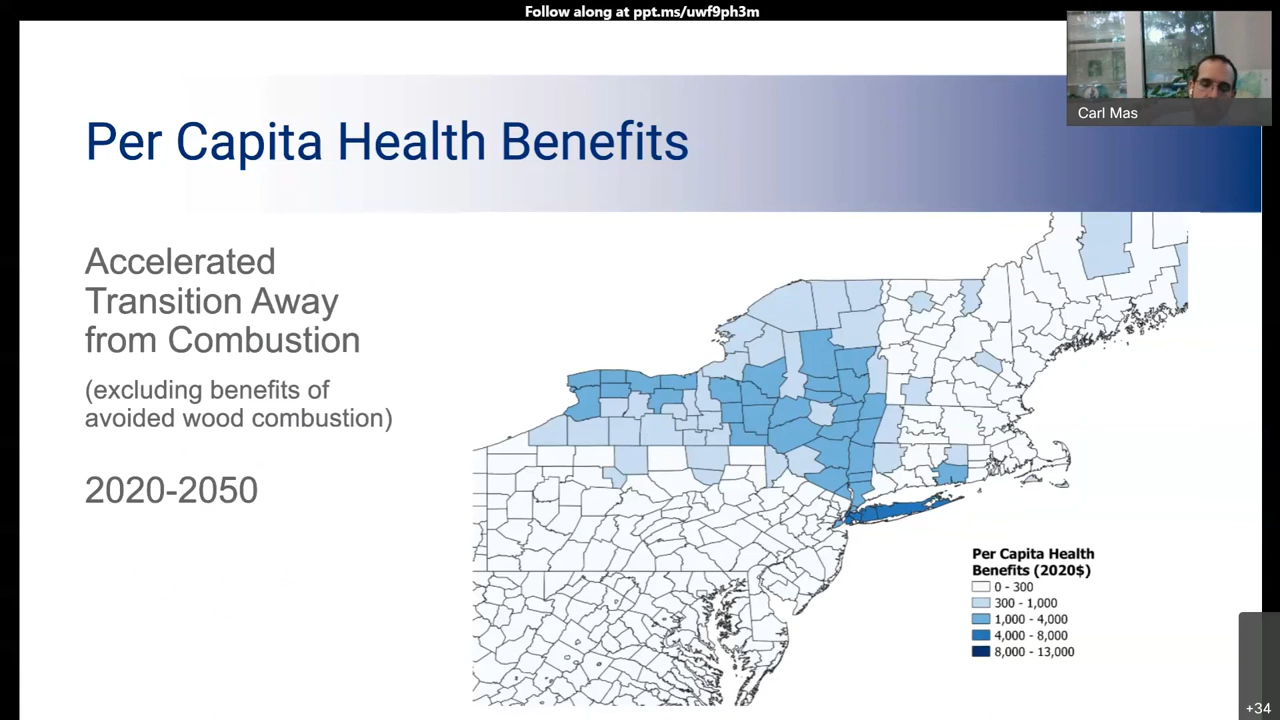 Follow along at ppt.ms/uwf9ph3m
Carl Mas
Per Capita Health Benefits
Accelerated
Transition Away
from Combustion
(excluding benefits of
avoided wood combustion)
2020-2050
Per Capita Health
Benefits (2020$)
0 - 300
300 - 1,000
1,000 - 4,000
4,000 - 8,000
8,000 - 13,000
+34